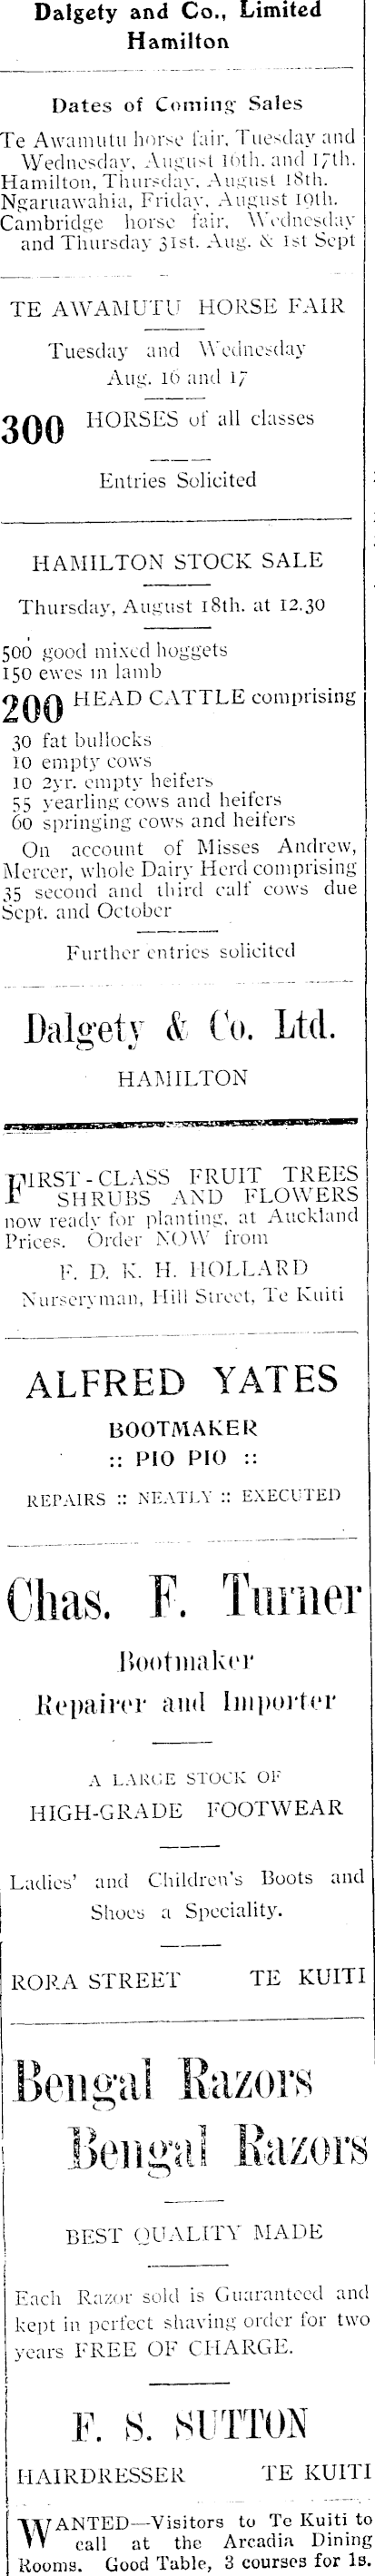 Dalgety and Co., Limited
Hamilton
Dates of Coming Sales
Te Awamutu horse fair, Tuesday and
Wednesday, August 16th. and 17th.
Hamilton, Thursday, August 18th.
Ngaruawahia, Friday, August 19th.
Cambridge horse fair, Wednesday
and Thursday 31st. Aug. & 1st Sept
TE AWAMUTU HORSE FAIR
Tuesday and Wednesday
Aug. 16 and 17
300 HORSES of all classes
Entries Solicited
HAMILTON STOCK SALE
Thursday, August 18th. at 12.30
500 good mixed hoggets
150 ewes in lamb
200 HEAD CATTLE comprising
30 fat bullocks
10 empty cows
10 2yr. empty heifers
55 yearling cows and heifers
60 springing cows and heifers
On account of Misses Andrew,
Mercer, whole Dairy Herd comprising
35 second and third calf cows due
Sept. and October
Further entries solicited
Dalgety & Co. Ltd.
HAMILTON
FIRST-CLASS FRUIT TREES
SHRUBS AND FLOWERS
now ready for planting, at Auckland
Prices. Order NOW from
F. D. K. H. HOLLARD
Nurseryman, Hill Street, Te Kuiti
ALFRED YATES
BOOTMAKER
:: PIO PIO ::
REPAIRS :: NEATLY :: EXECUTED
Chas. F. Turner
Bootmaker
Repairer and Importer
A LARGE STOCK OF
HIGH-GRADE FOOTWEAR
Ladies' and Children's Boots and
Shoes a Speciality.
RORA STREET TE KUITI
Bengal Razors
Bengal Razors
BEST QUALITY MADE
Each Razor sold is Guaranteed and
kept in perfect shaving order for two
years FREE OF CHARGE.
F. S. SUTTON
HAIRDRESSER TE KUITI
WANTED—Visitors to Te Kuiti to
call at the Arcadia Dining
Rooms. Good Table, 3 courses for 1s.